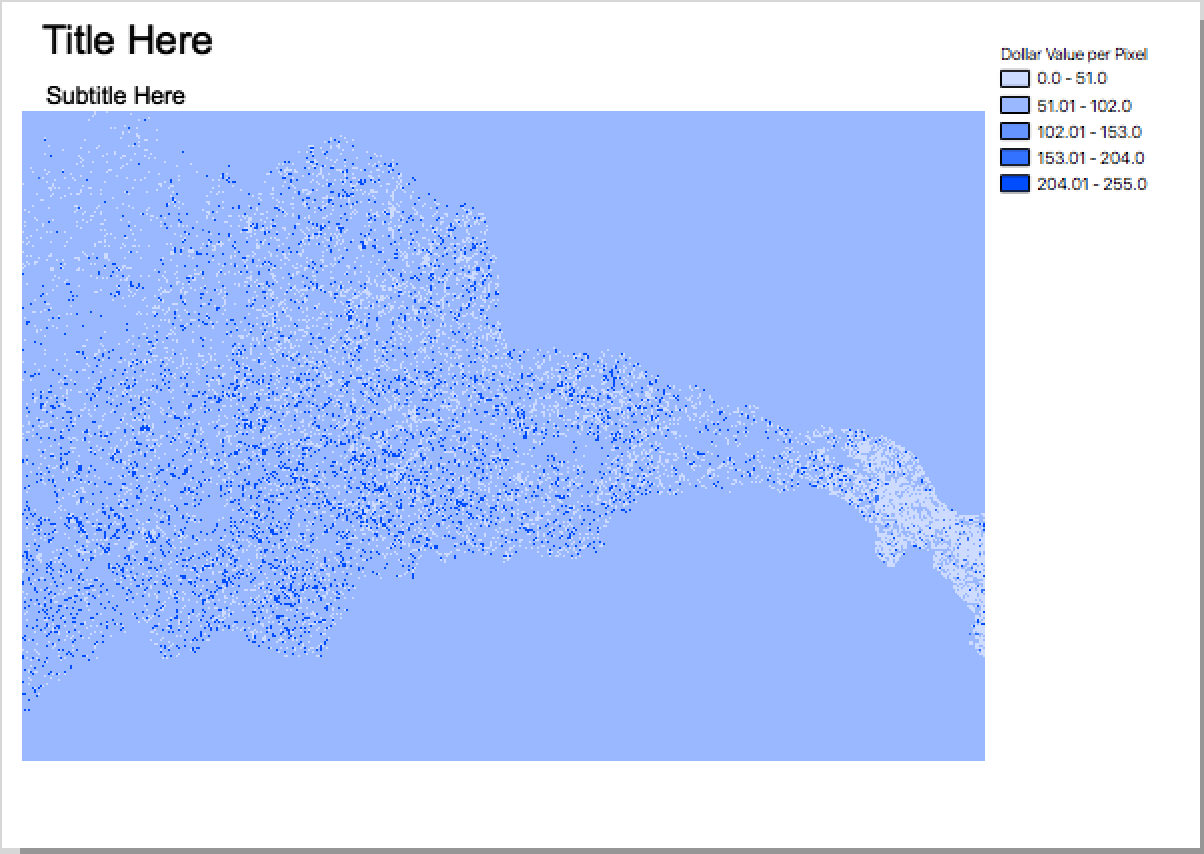 Title Here
Subtitle Here
Dollar Value per Pixel
0.0 - 51.0
51.01 - 102.0
102.01 - 153.0
153.01 - 204.0
204.01 - 255.0